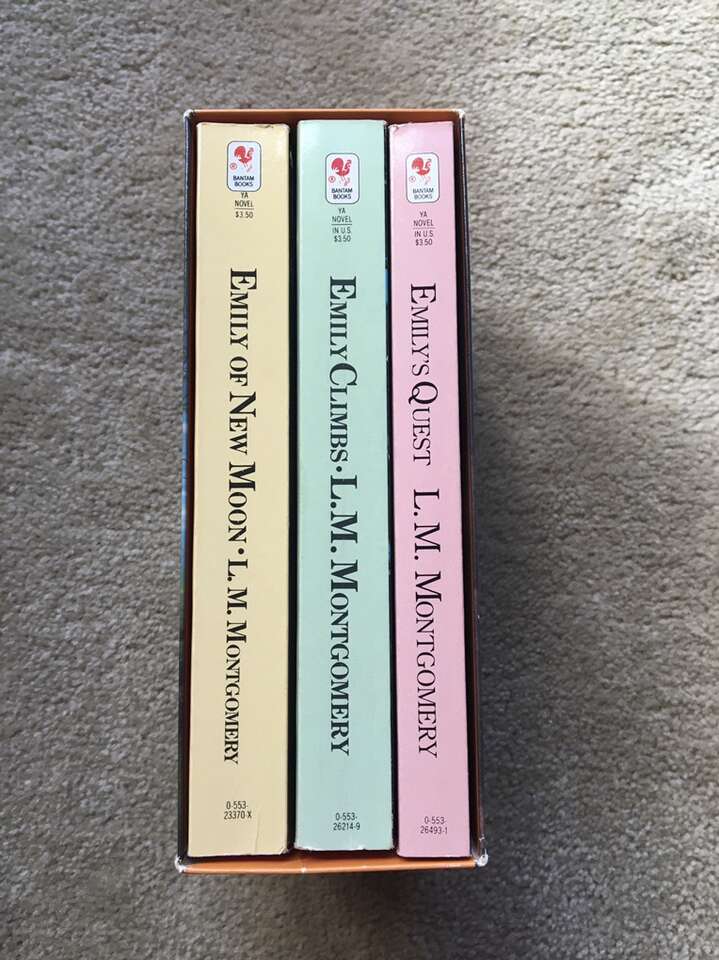 BANTAM
BOOKS
YA
NOVEL
$3.50
EMILY OF NEW MOON • L. M. MONTGOMERY
0-553-
23370-X
BANTAM
BOOKS
YA
NOVEL
IN U.S.
$3.50
EMILY CLIMBS • L. M. MONTGOMERY
0-553-
26214-9
BANTAM
BOOKS
YA
NOVEL
IN U.S.
$3.50
EMILY'S QUEST L. M. MONTGOMERY
0-553-
26493-1